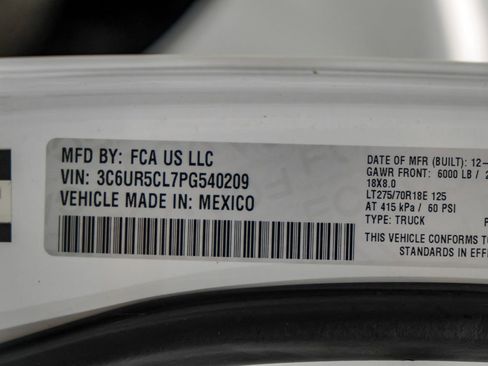 MFD BY: FCA US LLC
VIN: 3C6UR5CL7PG540209
VEHICLE MADE IN: MEXICO
DATE OF MFR (BUILT): 12-
GAWR FRONT: 6000 LB / 2
18X8.0
LT275/70R18E 125
AT 415 kPa / 60 PSI
TYPE: TRUCK
THIS VEHICLE CONFORMS TO
STANDARDS IN EFF